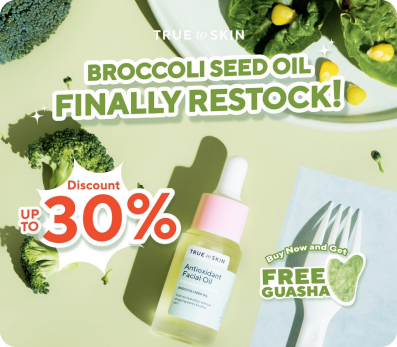 TRUE to SKIN
BROCCOLI SEED OIL
FINALLY RESTOCK!
Discount
UP TO
30%
TRUE to SKIN
Antioxidant
Facial Oil
Buy Now and Get
FREE
GUASHA